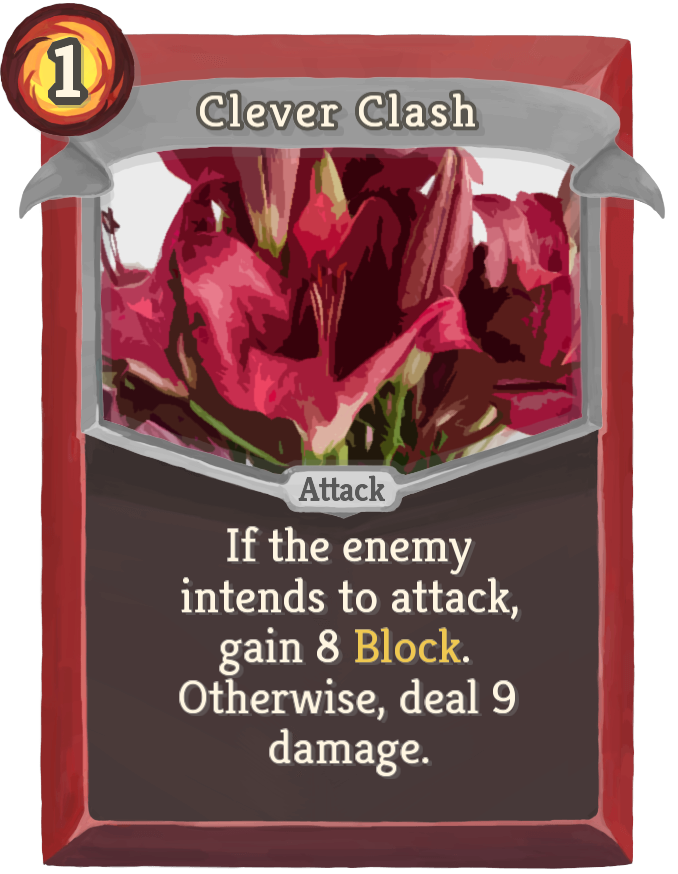 1
Clever Clash
Attack
If the enemy
intends to attack,
gain 8 Block.
Otherwise, deal 9
damage.